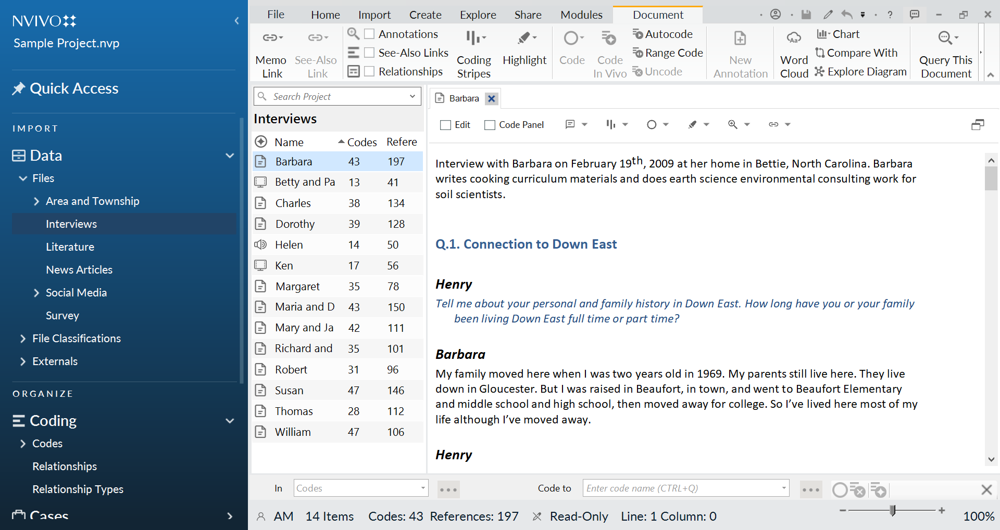 NVIVO
Sample Project.nvp
Quick Access
IMPORT
Data
Files
Area and Township
Interviews
Literature
News Articles
Social Media
Survey
File Classifications
Externals
ORGANIZE
Coding
Codes
Relationships
Relationship Types
Cases
File Home Import Create Explore Share Modules Document
Memo Link
See-Also Link
Annotations
See-Also Links
Relationships
Coding Stripes
Highlight
Code
Code In Vivo
Autocode
Range Code
Uncode
New Annotation
Word Cloud
Chart
Compare With
Explore Diagram
Query This Document
Search Project
Interviews
Name Codes Refere
Barbara 43 197
Betty and Pa 13 41
Charles 38 134
Dorothy 39 128
Helen 14 50
Ken 17 56
Margaret 35 78
Maria and D 43 150
Mary and Ja 42 111
Richard and 35 101
Robert 31 96
Susan 47 146
Thomas 28 112
William 47 106
Barbara
Edit Code Panel
Interview with Barbara on February 19th, 2009 at her home in Bettie, North Carolina. Barbara
writes cooking curriculum materials and does earth science environmental consulting work for
soil scientists.
Q.1. Connection to Down East
Henry
Tell me about your personal and family history in Down East. How long have you or your family
been living Down East full time or part time?
Barbara
My family moved here when I was two years old in 1969. My parents still live here. They live
down in Gloucester. But I was raised in Beaufort, in town, and went to Beaufort Elementary
and middle school and high school, then moved away for college. So I’ve lived here most of my
life although I’ve moved away.
Henry
In Codes Code to Enter code name (CTRL+Q)
AM 14 Items Codes: 43 References: 197 Read-Only Line: 1 Column: 0 100%